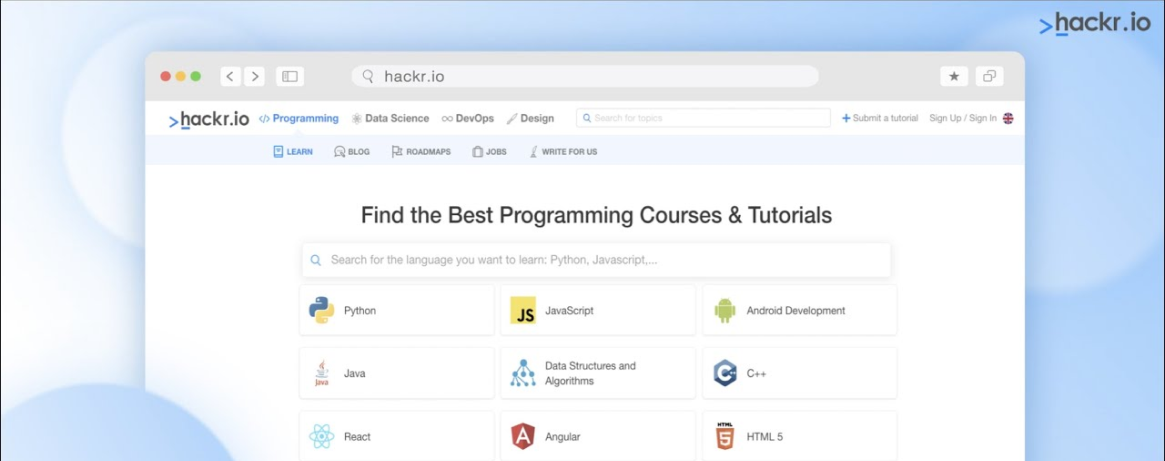 >hackr.io
hackr.io
>hackr.io </> Programming Data Science DevOps Design Search for topics + Submit a tutorial Sign Up / Sign In
LEARN BLOG ROADMAPS JOBS WRITE FOR US
Find the Best Programming Courses & Tutorials
Search for the language you want to learn: Python, Javascript,...
Python JS JavaScript Android Development
Java Java Data Structures and
Algorithms C C++
React A Angular HTML 5 HTML 5